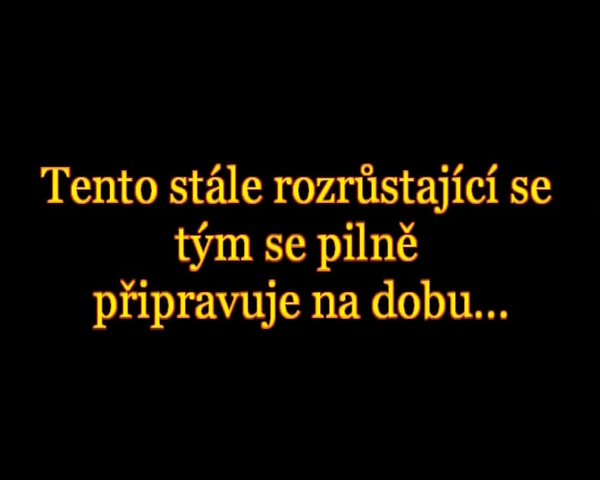 Tento stále rozrůstající se
tým se pilně
připravuje na dobu...